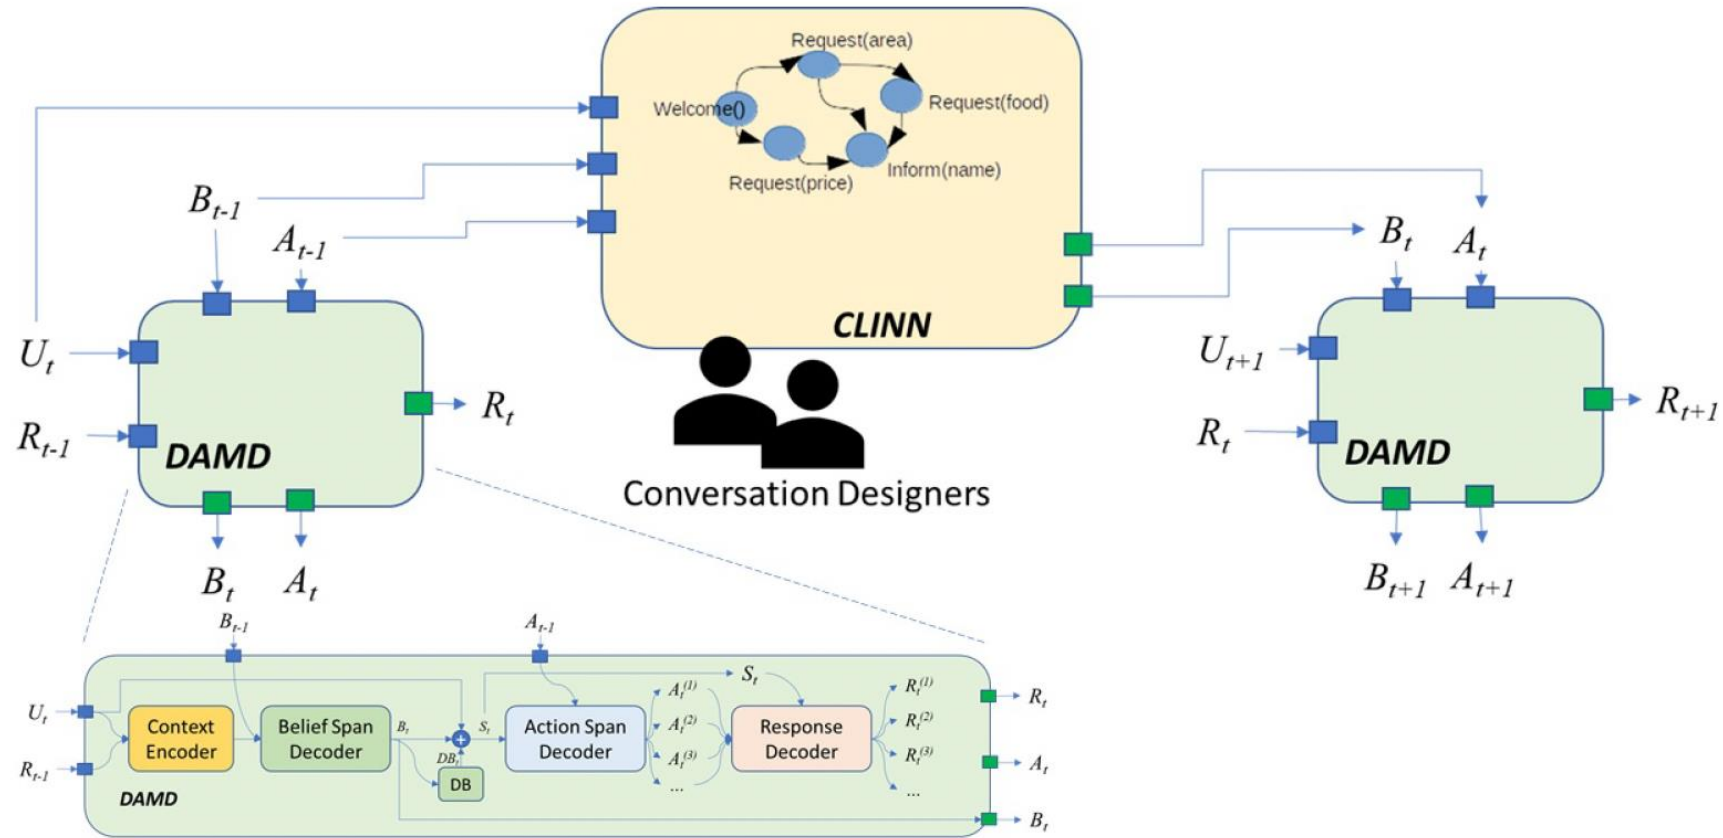 Request(area)
Welcome()
Request(food)
Request(price)
Inform(name)
CLINN
B_{t-1}
A_{t-1}
U_t
R_{t-1}
R_t
DAMD
B_t
A_t
Conversation Designers
B_t
A_t
U_{t+1}
R_t
R_{t+1}
DAMD
B_{t+1}
A_{t+1}
B_{t-1}
A_{t-1}
U_t
R_{t-1}
Context
Encoder
Belief Span
Decoder
B_t
DB_t
DB
S_t
Action Span
Decoder
A_t^{(1)}
A_t^{(2)}
A_t^{(3)}
...
S_t
Response
Decoder
R_t^{(1)}
R_t^{(2)}
R_t^{(3)}
...
R_t
A_t
B_t
DAMD